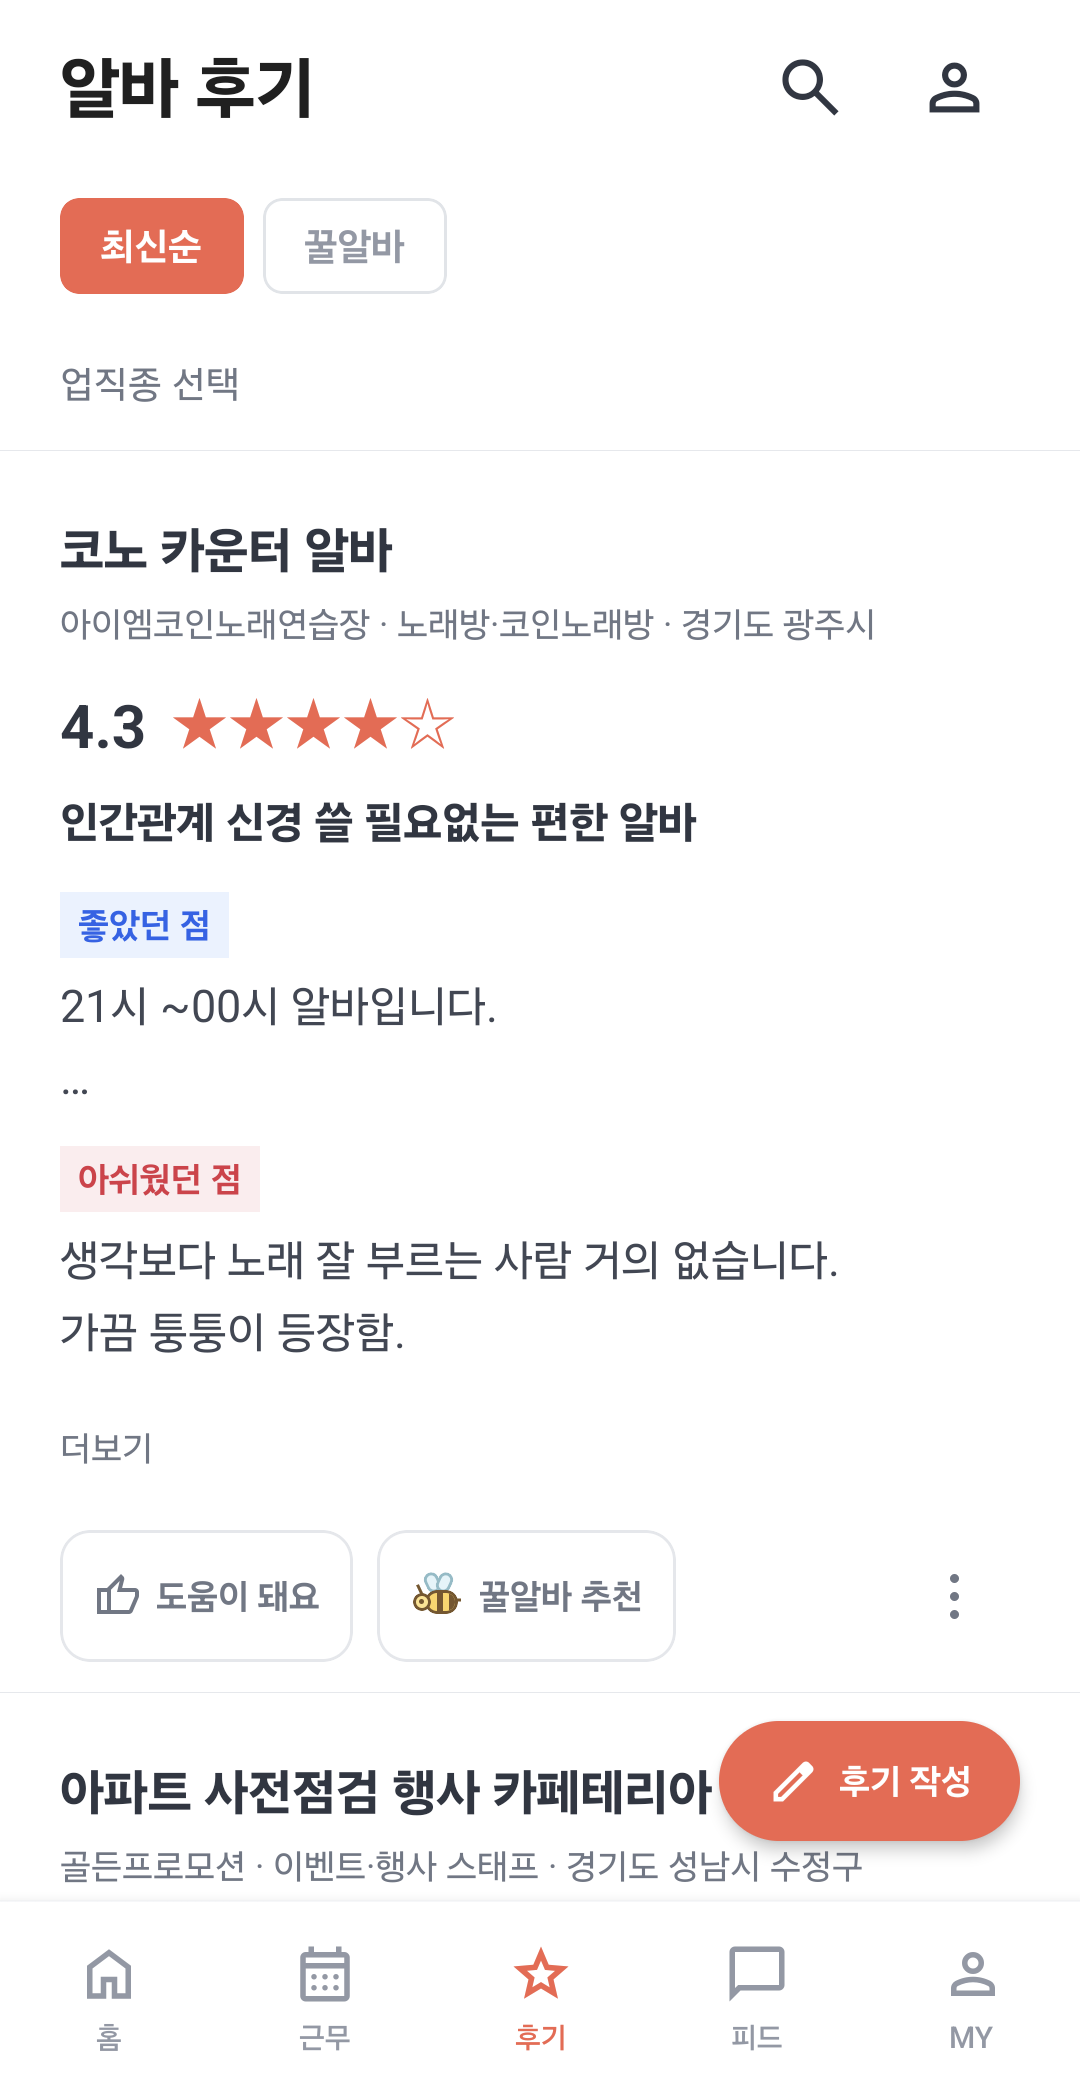 알바 후기
최신순 꿀알바
업직종 선택
코노 카운터 알바
아이엠코인노래연습장 · 노래방·코인노래방 · 경기도 광주시
4.3 ★★★★☆
인간관계 신경 쓸 필요없는 편한 알바
좋았던 점
21시 ~00시 알바입니다.
...
아쉬웠던 점
생각보다 노래 잘 부르는 사람 거의 없습니다.
가끔 퉁퉁이 등장함.
더보기
도움이 돼요 꿀알바 추천
아파트 사전점검 행사 카페테리아
후기 작성
골든프로모션 · 이벤트·행사 스태프 · 경기도 성남시 수정구
홈 근무 후기 피드 MY